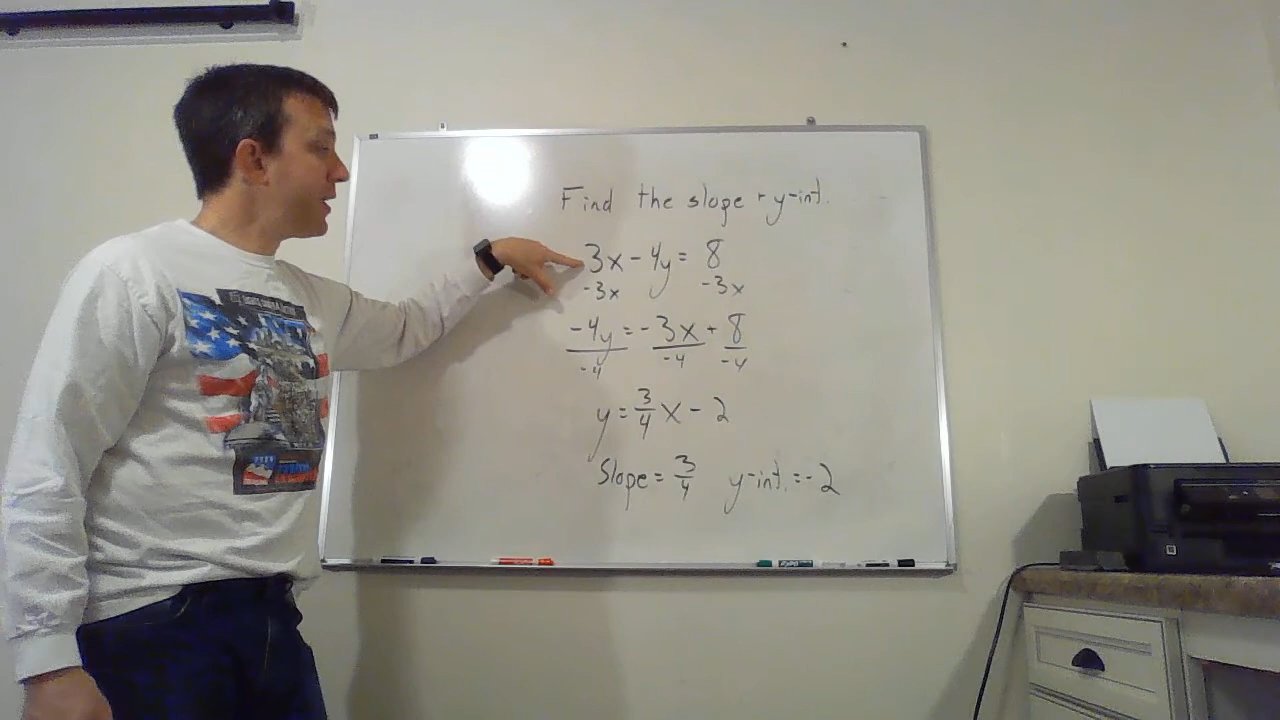 Find the slope + y-int.
3x - 4y = 8
-3x -3x
-4y = -3x + 8
-4 -4 -4
y = 3/4 x - 2
Slope = 3/4 y-int. = -2